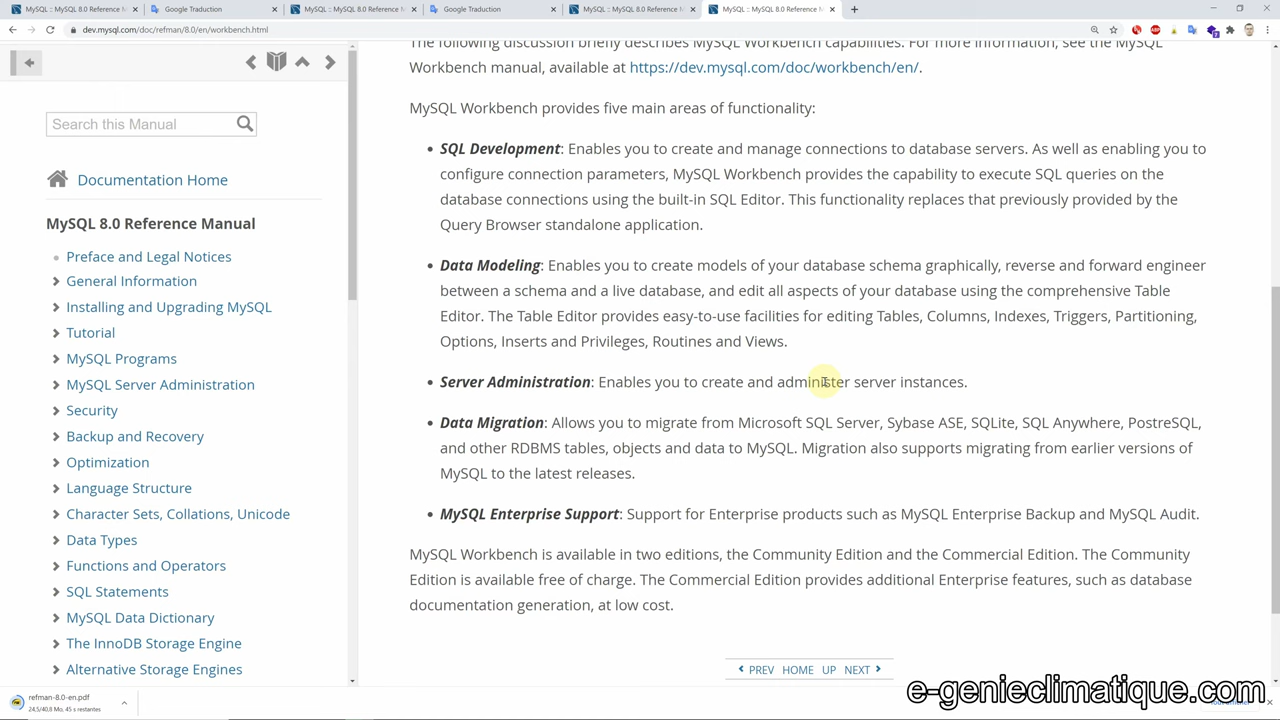 MySQL :: MySQL 8.0 Reference M
Google Traduction
MySQL :: MySQL 8.0 Reference M
Google Traduction
MySQL :: MySQL 8.0 Reference M
MySQL :: MySQL 8.0 Reference M
dev.mysql.com/doc/refman/8.0/en/workbench.html
Search this Manual
Documentation Home
MySQL 8.0 Reference Manual
Preface and Legal Notices
General Information
Installing and Upgrading MySQL
Tutorial
MySQL Programs
MySQL Server Administration
Security
Backup and Recovery
Optimization
Language Structure
Character Sets, Collations, Unicode
Data Types
Functions and Operators
SQL Statements
MySQL Data Dictionary
The InnoDB Storage Engine
Alternative Storage Engines
The following discussion briefly describes MySQL Workbench capabilities. For more information, see the MySQL
Workbench manual, available at https://dev.mysql.com/doc/workbench/en/.
MySQL Workbench provides five main areas of functionality:
SQL Development: Enables you to create and manage connections to database servers. As well as enabling you to
configure connection parameters, MySQL Workbench provides the capability to execute SQL queries on the
database connections using the built-in SQL Editor. This functionality replaces that previously provided by the
Query Browser standalone application.
Data Modeling: Enables you to create models of your database schema graphically, reverse and forward engineer
between a schema and a live database, and edit all aspects of your database using the comprehensive Table
Editor. The Table Editor provides easy-to-use facilities for editing Tables, Columns, Indexes, Triggers, Partitioning,
Options, Inserts and Privileges, Routines and Views.
Server Administration: Enables you to create and administer server instances.
Data Migration: Allows you to migrate from Microsoft SQL Server, Sybase ASE, SQLite, SQL Anywhere, PostreSQL,
and other RDBMS tables, objects and data to MySQL. Migration also supports migrating from earlier versions of
MySQL to the latest releases.
MySQL Enterprise Support: Support for Enterprise products such as MySQL Enterprise Backup and MySQL Audit.
MySQL Workbench is available in two editions, the Community Edition and the Commercial Edition. The Community
Edition is available free of charge. The Commercial Edition provides additional Enterprise features, such as database
documentation generation, at low cost.
PREV HOME UP NEXT
refman-8.0-en.pdf
24,5/40,8 Mo, 45 s restantes
e-genieclimatique.com